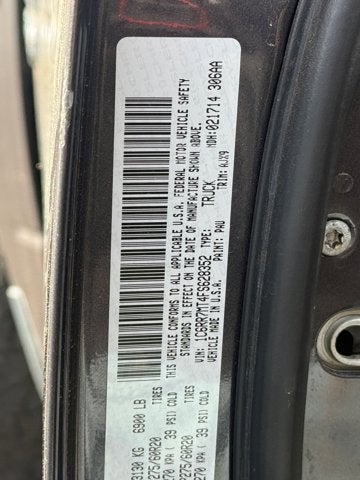 3130 KG 6900 LB
TIRES
P275/60R20
270 KPA ( 39 PSI) COLD
P275/60R20
270 KPA ( 39 PSI) COLD
THIS VEHICLE CONFORMS TO ALL
APPLICABLE U.S.A. FEDERAL MOTOR VEHICLE SAFETY
STANDARDS IN EFFECT ON THE DATE OF
MANUFACTURE SHOWN ABOVE.
VIN: 1C6RR7MT4FS628352 TYPE: TRUCK MDH:021714 306AA
PAINT: PAU TRIM: AJX9
VEHICLE MADE IN U.S.A.